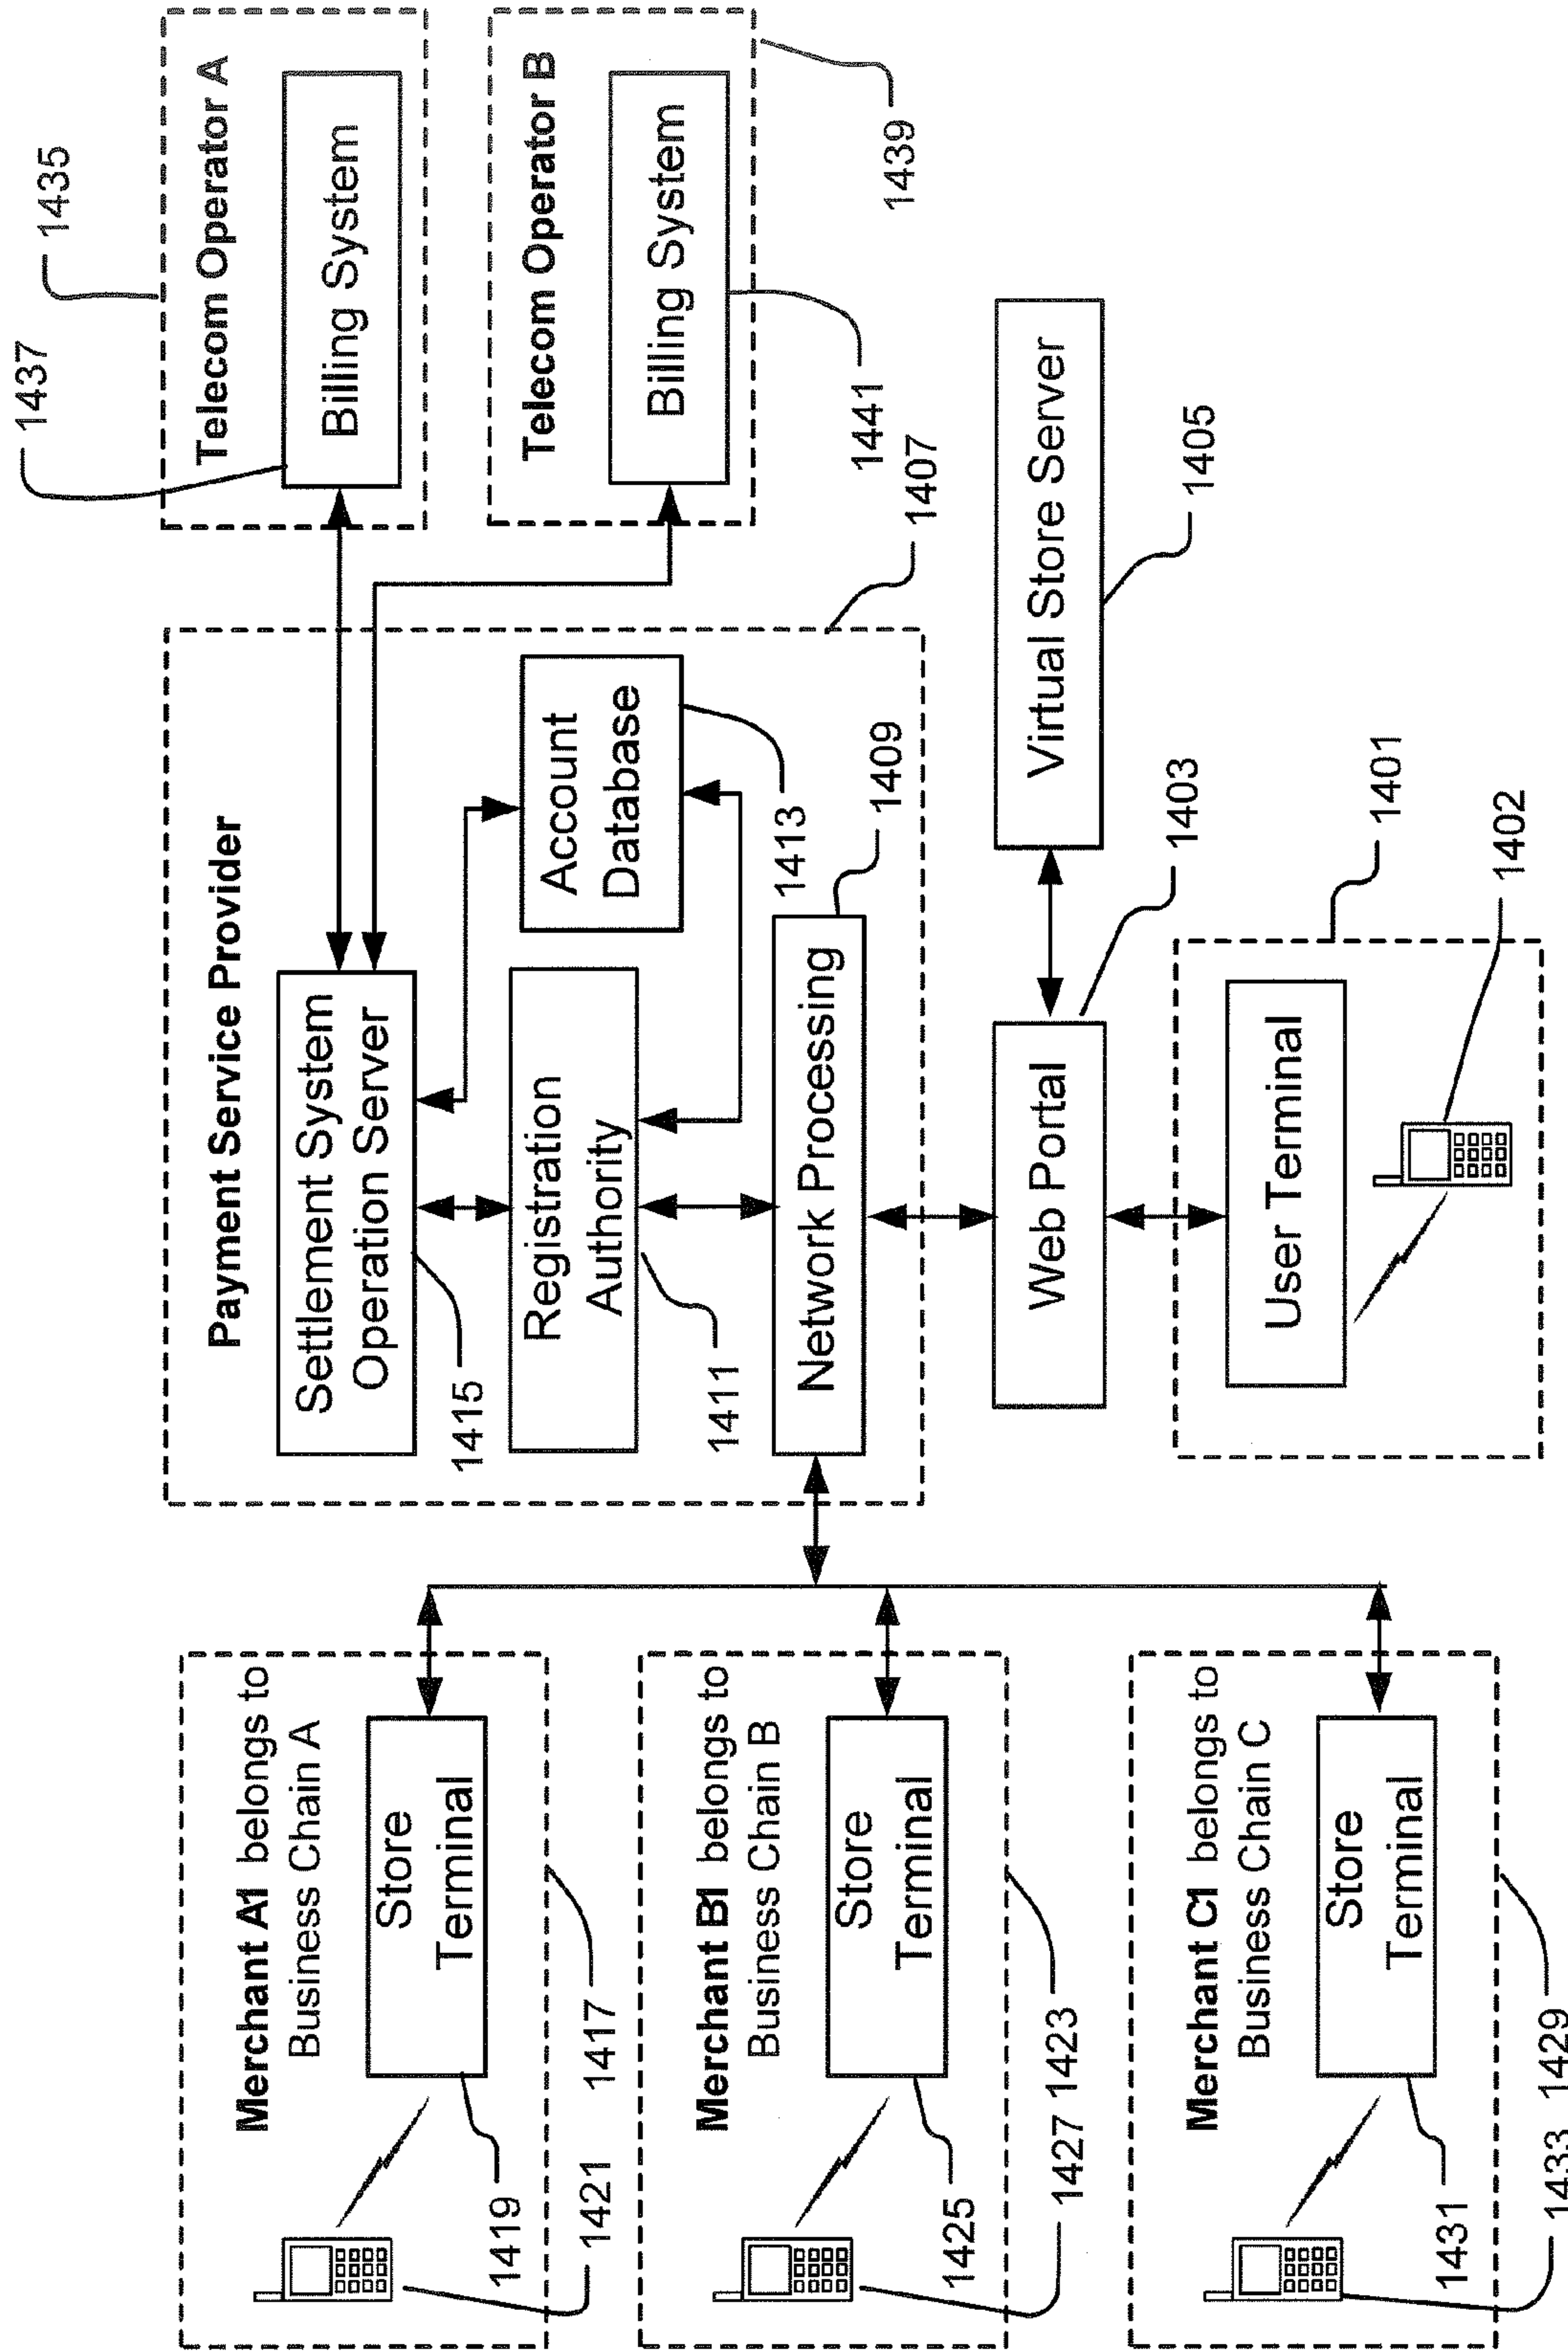 Merchant A1 belongs to
Business Chain A
Store
Terminal
1419
1421
1417
Merchant B1 belongs to
Business Chain B
Store
Terminal
1425
1427
1423
Merchant C1 belongs to
Business Chain C
Store
Terminal
1431
1433
1429
Payment Service Provider
Settlement System
Operation Server
1415
Registration
Authority
1411
Account
Database
1413
Network Processing
1409
1407
Web Portal
1403
Virtual Store Server
1405
User Terminal
1401
1402
1435
1437
Telecom Operator A
Billing System
Telecom Operator B
Billing System
1441
1439